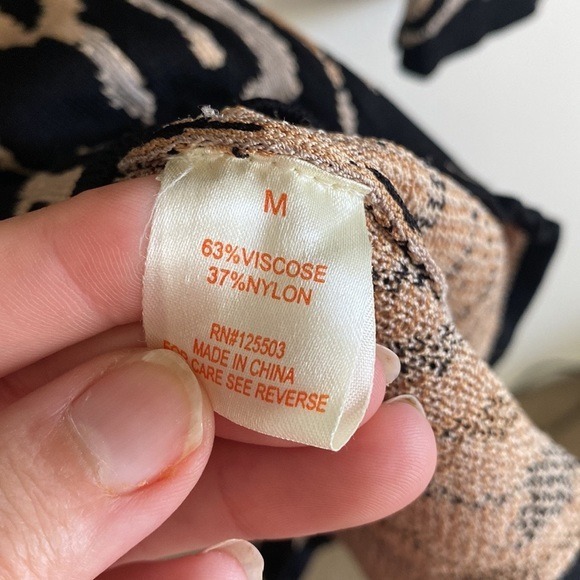 M
63%VISCOSE
37%NYLON
RN#125503
MADE IN CHINA
FOR CARE SEE REVERSE